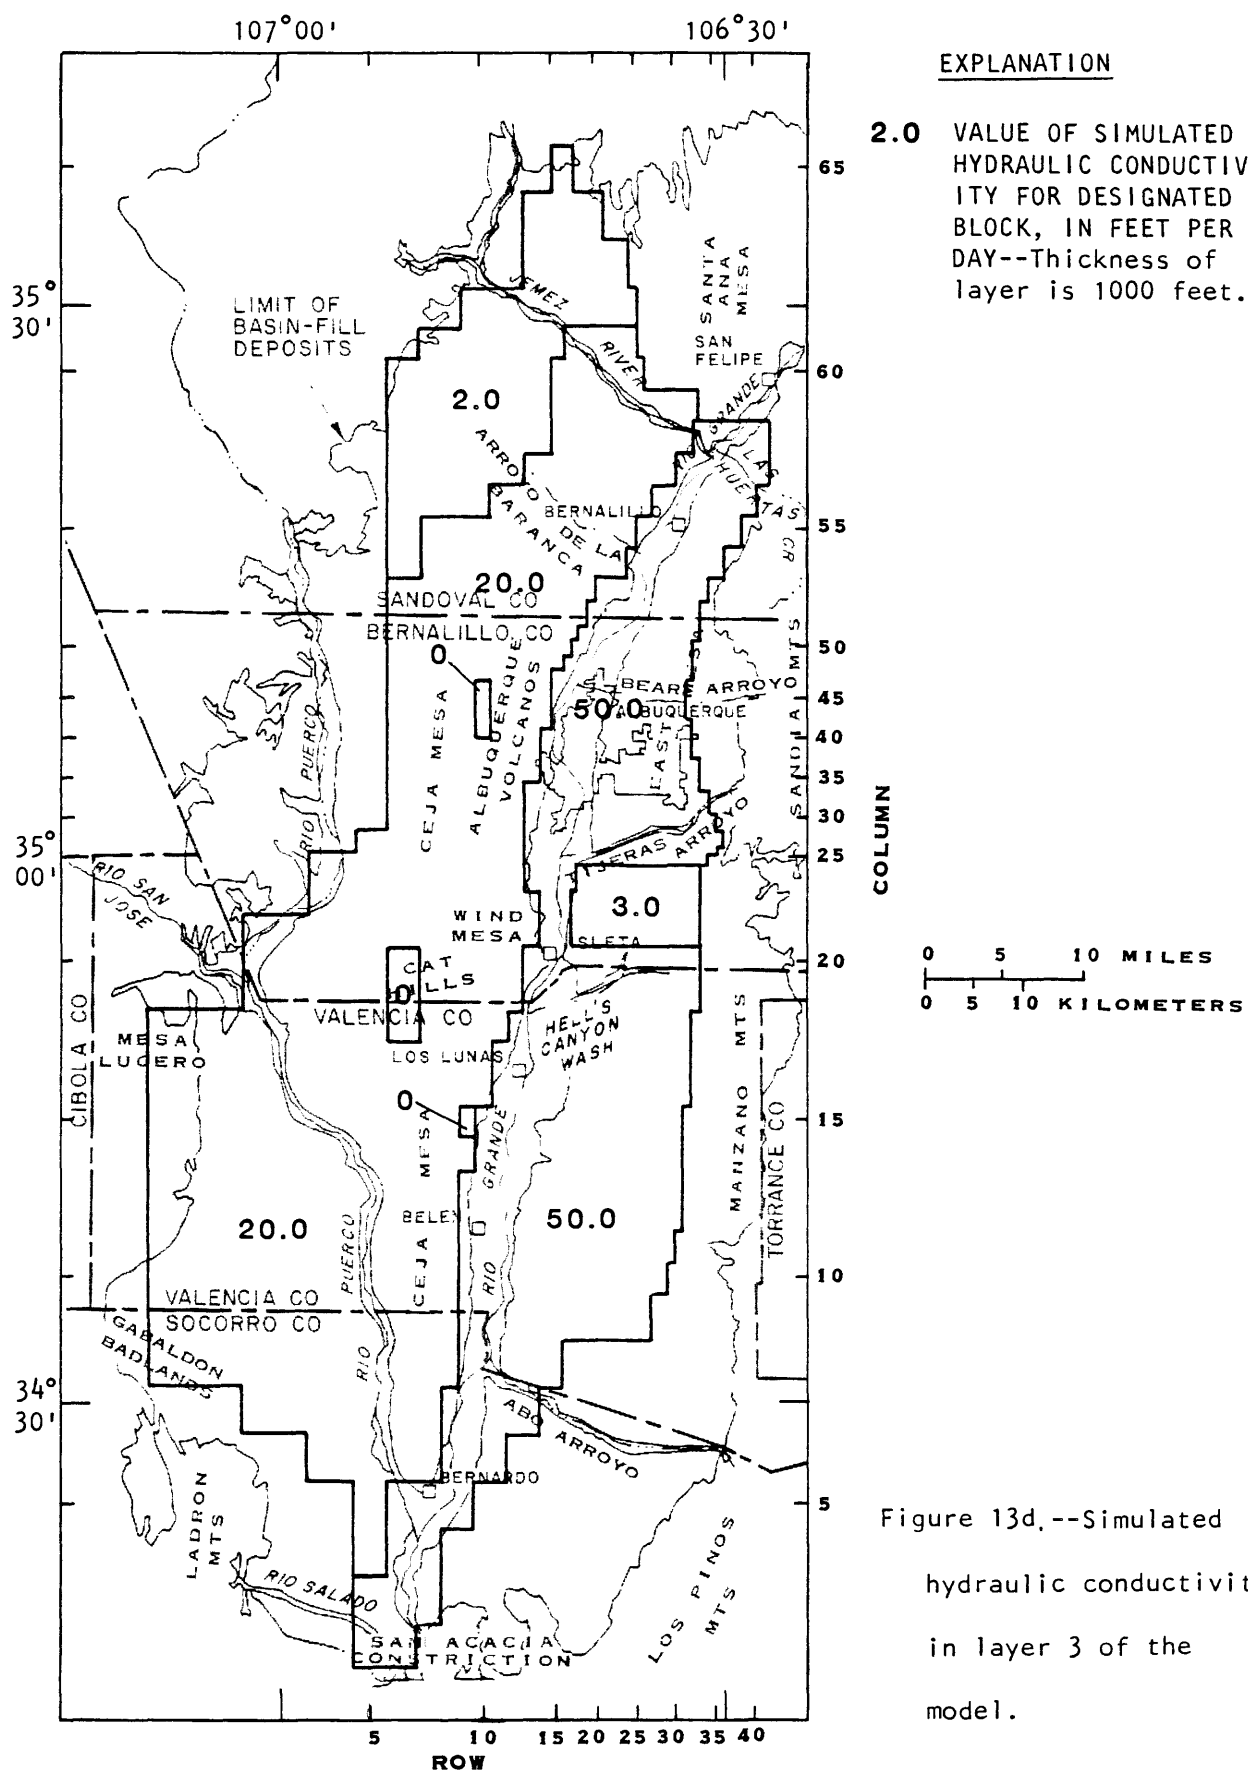 107°00'
106°30'
EXPLANATION
2.0 VALUE OF SIMULATED
HYDRAULIC CONDUCTIV
ITY FOR DESIGNATED
BLOCK, IN FEET PER
DAY--Thickness of
layer is 1000 feet.
65
60
55
50
45
40
35
30
25
20
15
10
5
COLUMN
35°
30'
35°
00'
34°
30'
LIMIT OF
BASIN-FILL
DEPOSITS
JEMEZ
RIVER
SANTA
ANA
MESA
SAN
FELIPE
RIO GRANDE
LAS
HUERTAS
CR
2.0
ARROYO
DE LA
BARANCA
BERNALILLO
20.0
SANDOVAL CO
BERNALILLO CO
0
CEJA MESA
ALBUQUERQUE
VOLCANOS
BEAR ARROYO
50.0
ALBUQUERQUE
EAST
MESA
SANDIA MTS
RIO PUERCO
TIJERAS ARROYO
RIO SAN
JOSE
3.0
WIND
MESA
ISLETA
CAT
HILLS
0
VALENCIA CO
LOS LUNAS
HELL'S
CANYON
WASH
MESA
LUCERO
CIBOLA CO
MANZANO MTS
TORRANCE CO
0
CEJA MESA
RIO GRANDE
BELEN
20.0
50.0
RIO PUERCO
VALENCIA CO
SOCORRO CO
GABALDON
BADLANDS
ABO ARROYO
BERNARDO
LADRON
MTS
RIO SALADO
SAN ACACIA
CONSTRICTION
LOS PINOS
MTS
5 10 15 20 25 30 35 40
ROW
0 5 10 MILES
0 5 10 KILOMETERS
Figure 13d.--Simulated
hydraulic conductivit
in layer 3 of the
model.